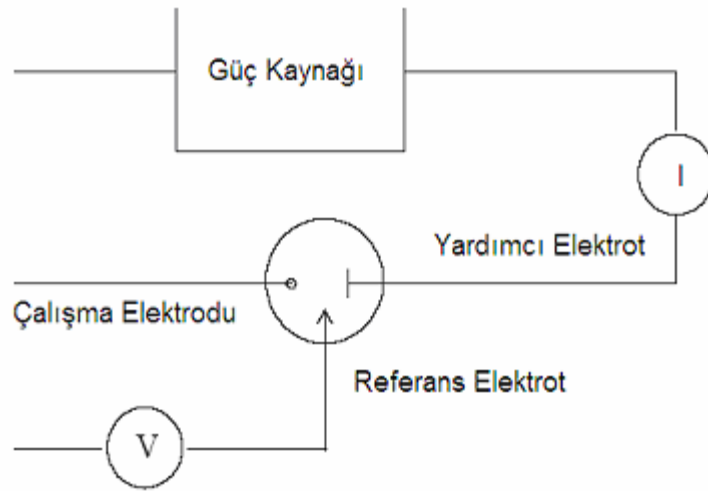 Güç Kaynağı
I
Yardımcı Elektrot
Çalışma Elektrodu
Referans Elektrot
V